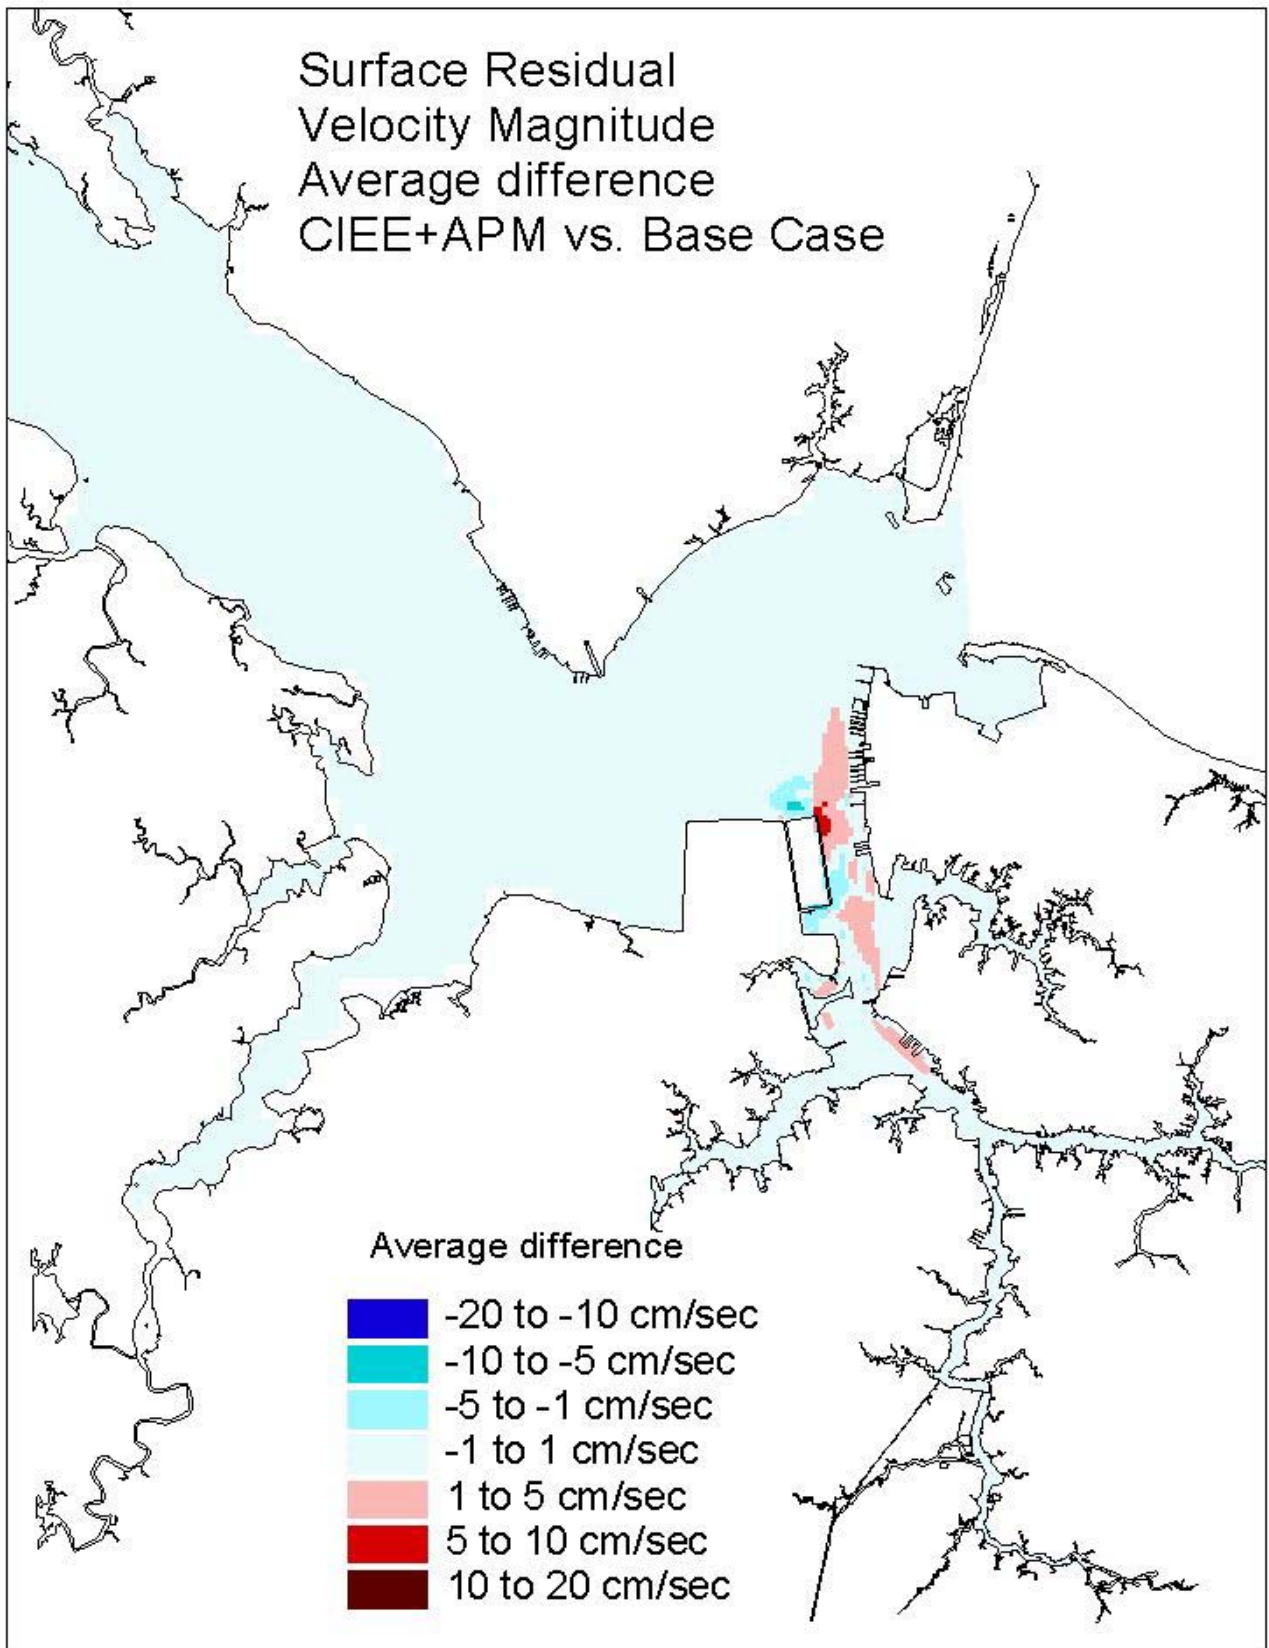 Surface Residual
Velocity Magnitude
Average difference
CIEE+APM vs. Base Case
Average difference
-20 to -10 cm/sec
-10 to -5 cm/sec
-5 to -1 cm/sec
-1 to 1 cm/sec
1 to 5 cm/sec
5 to 10 cm/sec
10 to 20 cm/sec